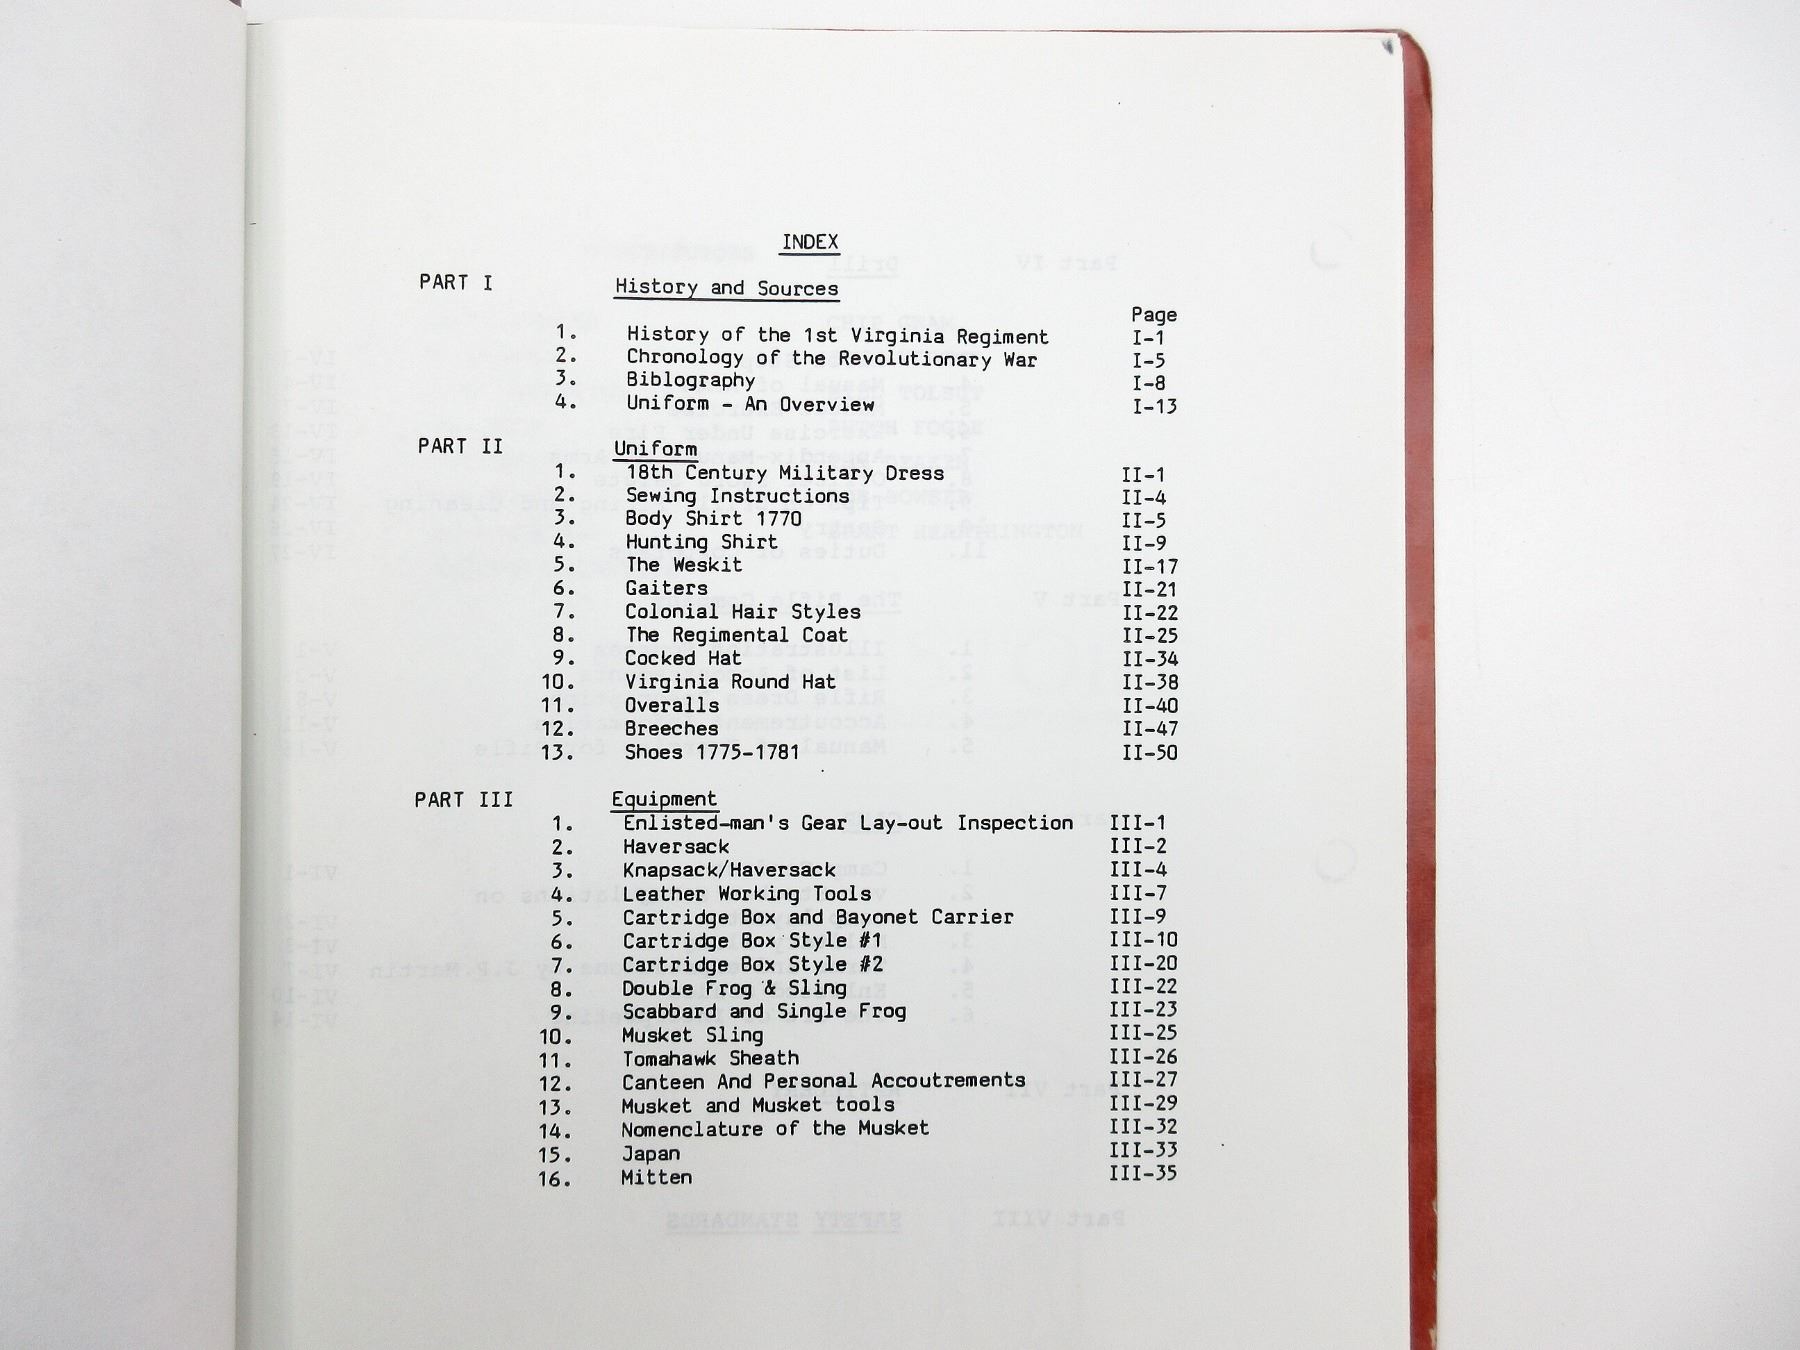 INDEX
PART I History and Sources
Page
1. History of the 1st Virginia Regiment I-1
2. Chronology of the Revolutionary War I-5
3. Biblography I-8
4. Uniform - An Overview I-13
PART II Uniform
1. 18th Century Military Dress II-1
2. Sewing Instructions II-4
3. Body Shirt 1770 II-5
4. Hunting Shirt II-9
5. The Weskit II-17
6. Gaiters II-21
7. Colonial Hair Styles II-22
8. The Regimental Coat II-25
9. Cocked Hat II-34
10. Virginia Round Hat II-38
11. Overalls II-40
12. Breeches II-47
13. Shoes 1775-1781 II-50
PART III Equipment
1. Enlisted-man's Gear Lay-out Inspection III-1
2. Haversack III-2
3. Knapsack/Haversack III-4
4. Leather Working Tools III-7
5. Cartridge Box and Bayonet Carrier III-9
6. Cartridge Box Style #1 III-10
7. Cartridge Box Style #2 III-20
8. Double Frog & Sling III-22
9. Scabbard and Single Frog III-23
10. Musket Sling III-25
11. Tomahawk Sheath III-26
12. Canteen And Personal Accoutrements III-27
13. Musket and Musket tools III-29
14. Nomenclature of the Musket III-32
15. Japan III-33
16. Mitten III-35